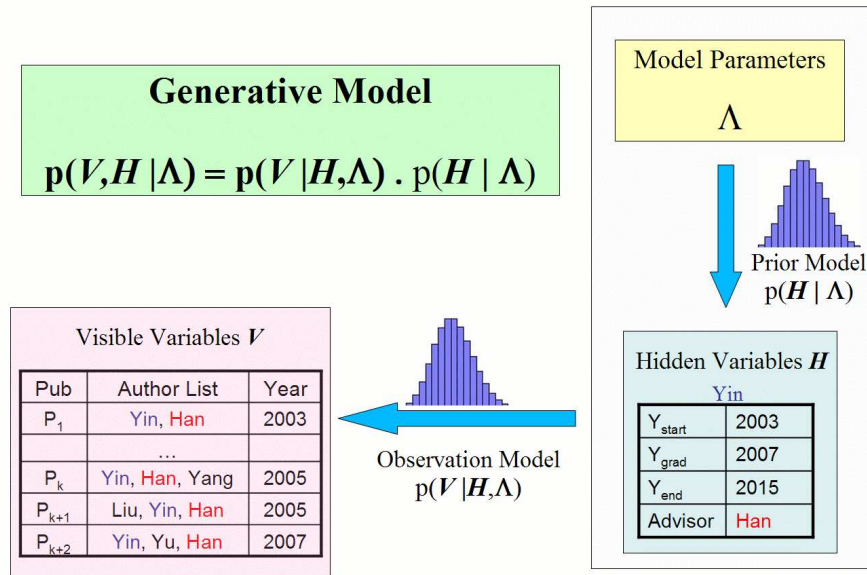 Generative Model
p(V,H |Λ) = p(V |H,Λ) . p(H | Λ)
Model Parameters
Λ
Prior Model
p(H | Λ)
Visible Variables V
Pub Author List Year
P1 Yin, Han 2003
...
Pk Yin, Han, Yang 2005
Pk+1 Liu, Yin, Han 2005
Pk+2 Yin, Yu, Han 2007
Observation Model
p(V |H,Λ)
Hidden Variables H
Yin
Ystart 2003
Ygrad 2007
Yend 2015
Advisor Han